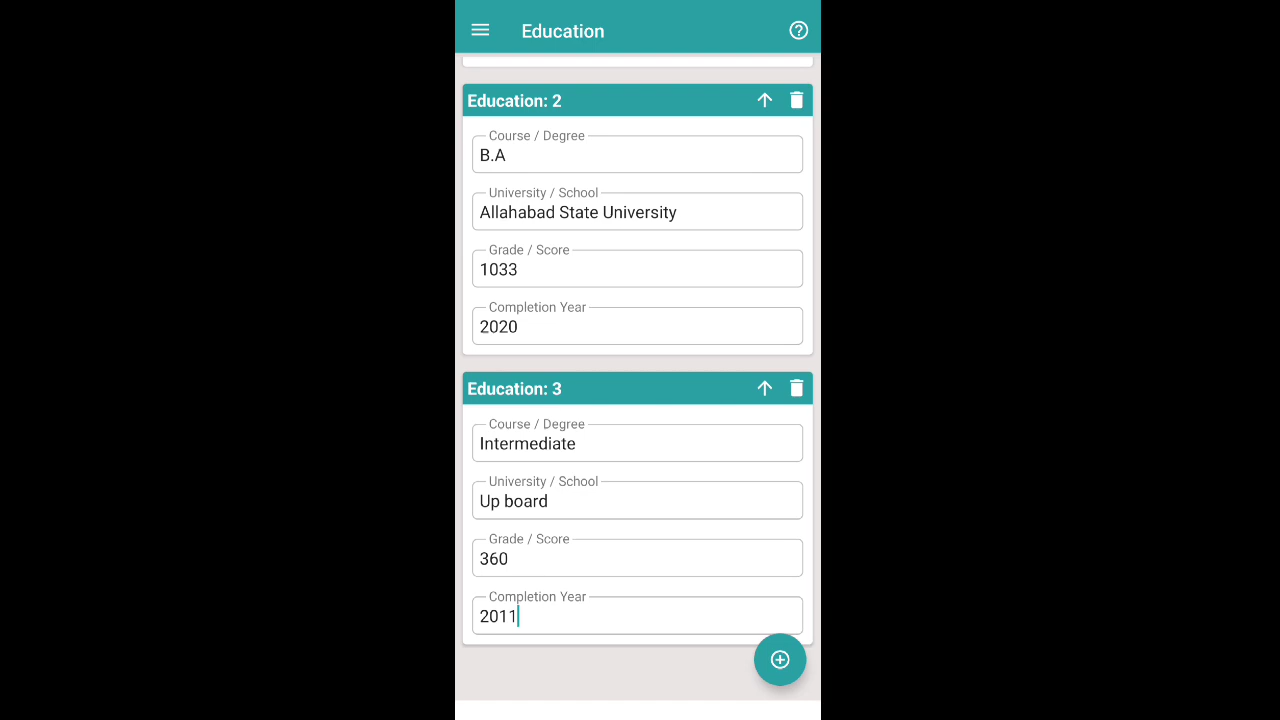 Education
Education: 2
Course / Degree
B.A
University / School
Allahabad State University
Grade / Score
1033
Completion Year
2020
Education: 3
Course / Degree
Intermediate
University / School
Up board
Grade / Score
360
Completion Year
2011